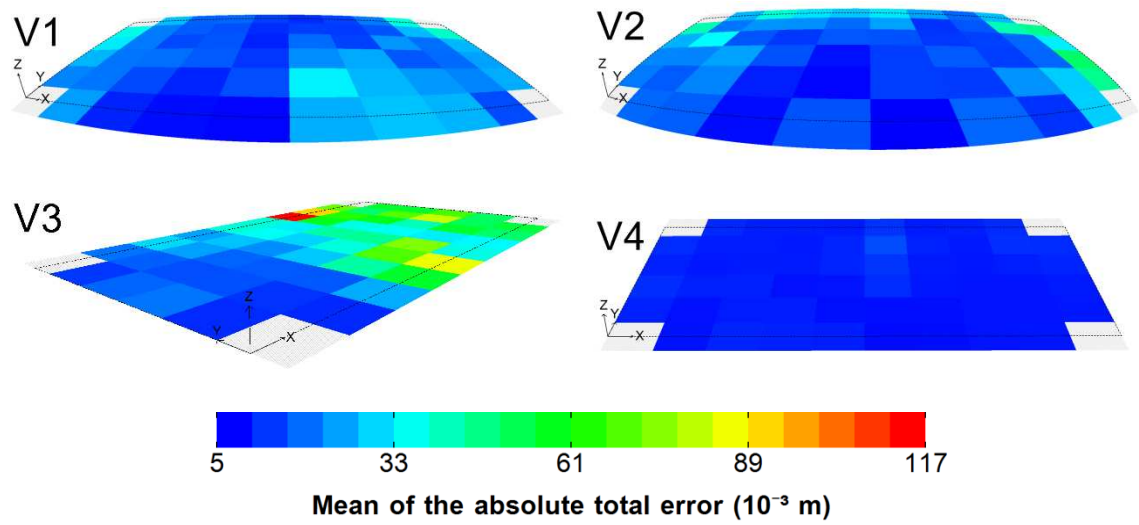 V1
Z
Y
X
V2
Z
Y
X
V3
Z
Y
X
V4
Z
Y
X
5 33 61 89 117
Mean of the absolute total error (10⁻³ m)